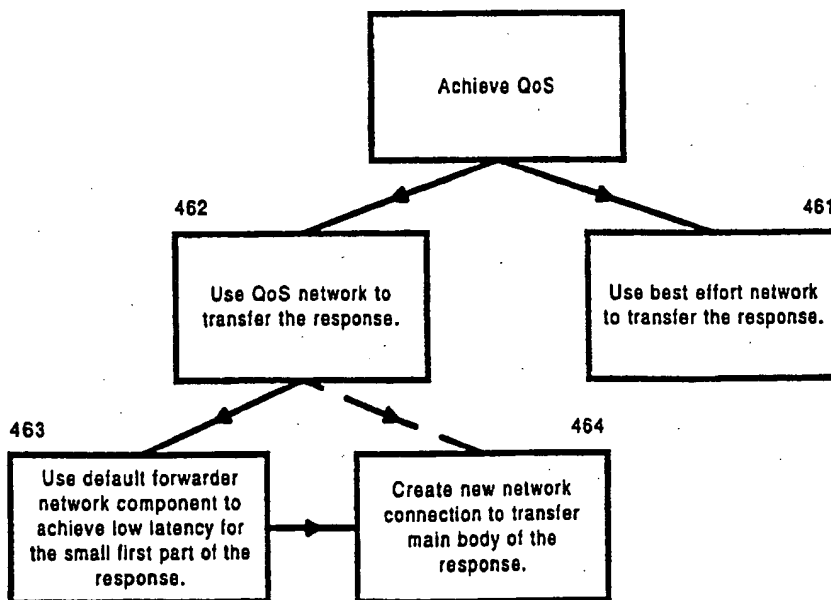 Achieve QoS
462
461
Use QoS network to
transfer the response.
Use best effort network
to transfer the response.
463
464
Use default forwarder
network component to
achieve low latency for
the small first part of the
response.
Create new network
connection to transfer
main body of the
response.